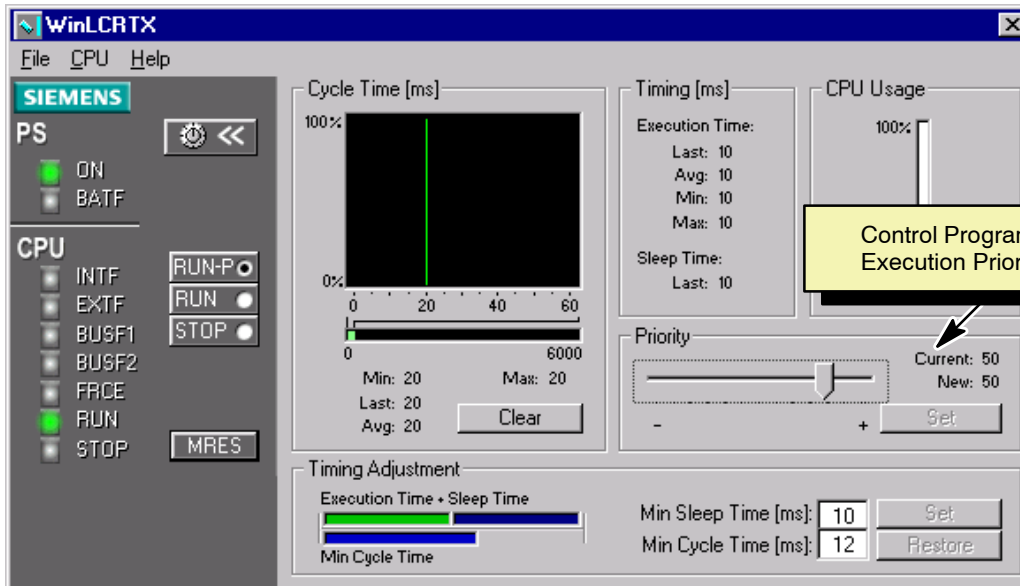 WinLCRTX
File CPU Help
SIEMENS
PS
ON
BATF
CPU
INTF
EXTF
BUSF1
BUSF2
FRCE
RUN
STOP
RUN-P
RUN
STOP
MRES
Cycle Time [ms]
100%
0%
0 20 40 60
0 6000
Min: 20 Max: 20
Last: 20
Avg: 20
Clear
Timing [ms]
Execution Time:
Last: 10
Avg: 10
Min: 10
Max: 10
Sleep Time:
Last: 10
CPU Usage
100%
Control Program
Execution Prior
Priority
Current: 50
New: 50
- +
Set
Timing Adjustment
Execution Time + Sleep Time
Min Cycle Time
Min Sleep Time [ms]: 10 Set
Min Cycle Time [ms]: 12 Restore